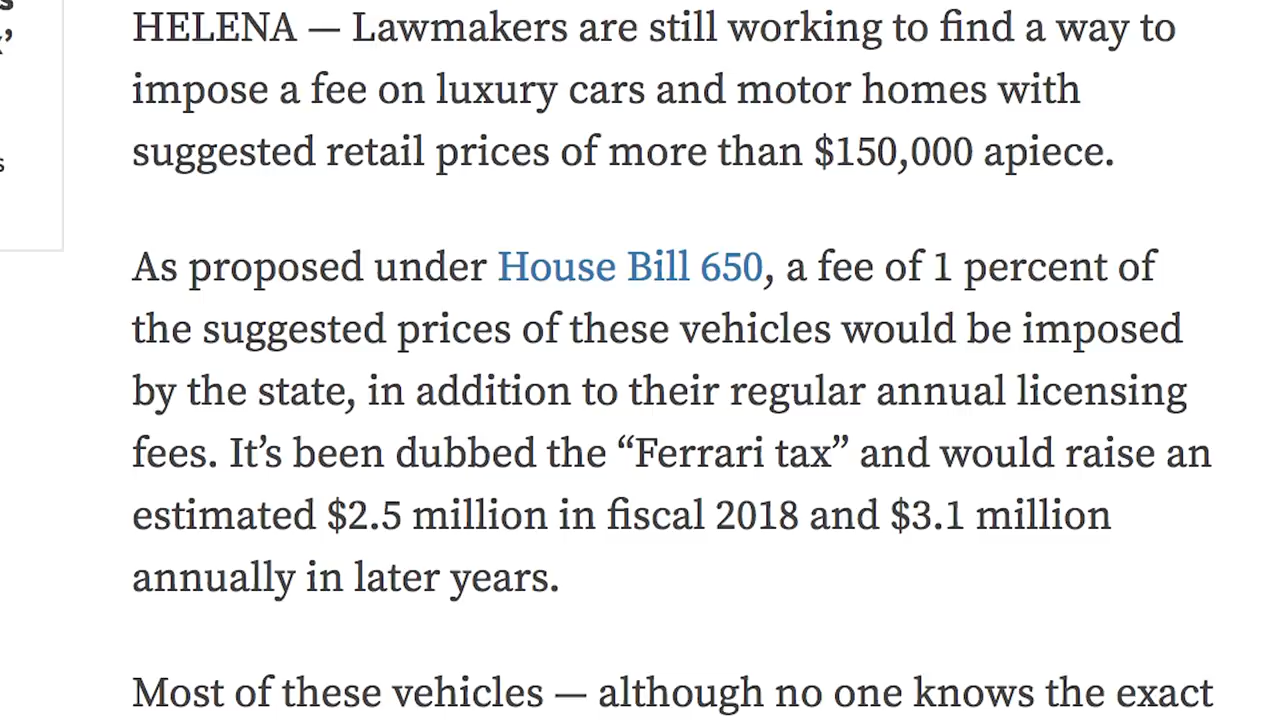 HELENA — Lawmakers are still working to find a way to
impose a fee on luxury cars and motor homes with
suggested retail prices of more than $150,000 apiece.
As proposed under House Bill 650, a fee of 1 percent of
the suggested prices of these vehicles would be imposed
by the state, in addition to their regular annual licensing
fees. It’s been dubbed the “Ferrari tax” and would raise an
estimated $2.5 million in fiscal 2018 and $3.1 million
annually in later years.
Most of these vehicles — although no one knows the exact